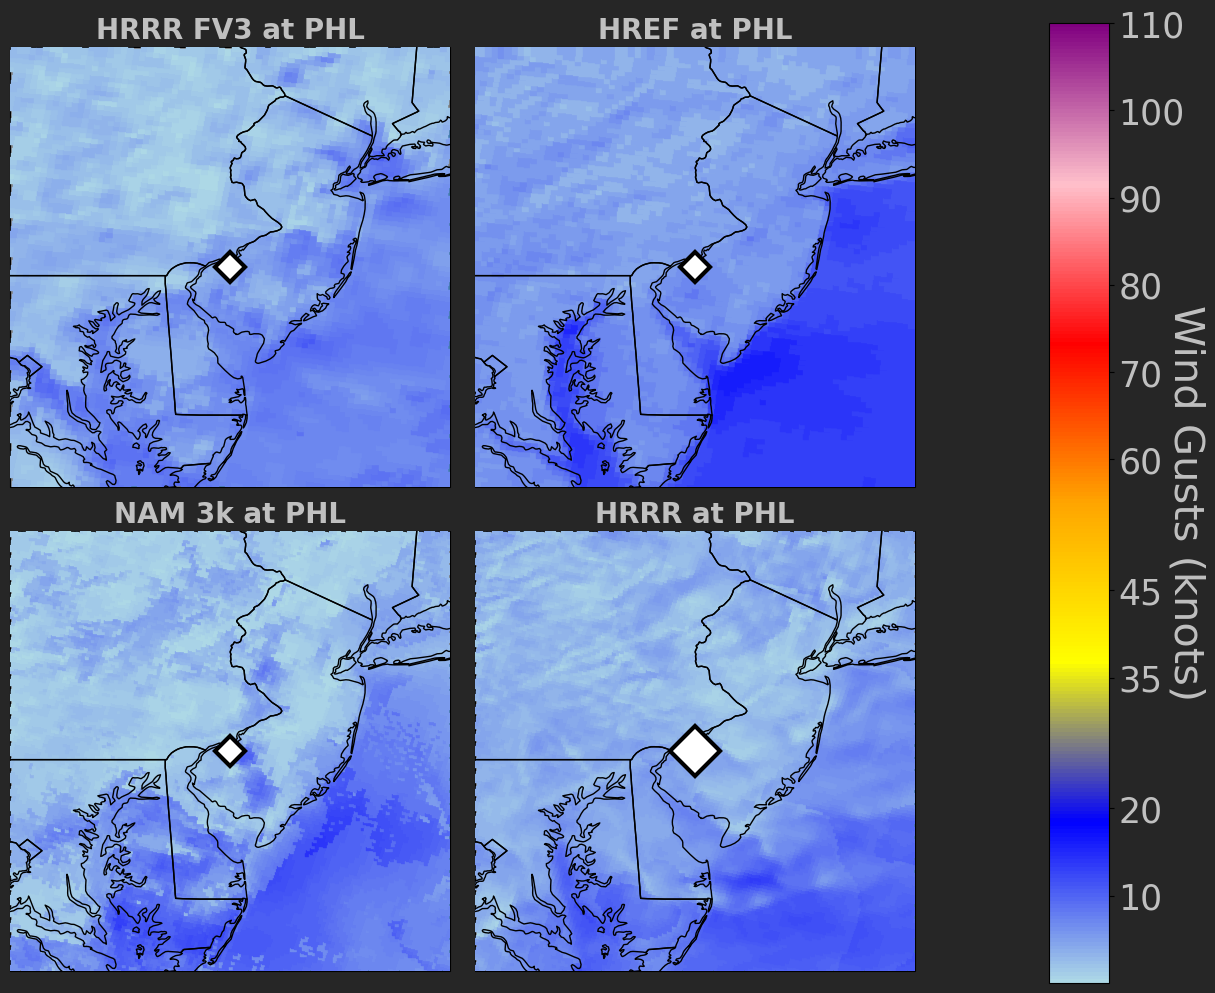 HRRR FV3 at PHL
HREF at PHL
NAM 3k at PHL
HRRR at PHL
110
100
90
80
70
60
45
35
20
10
Wind Gusts (knots)